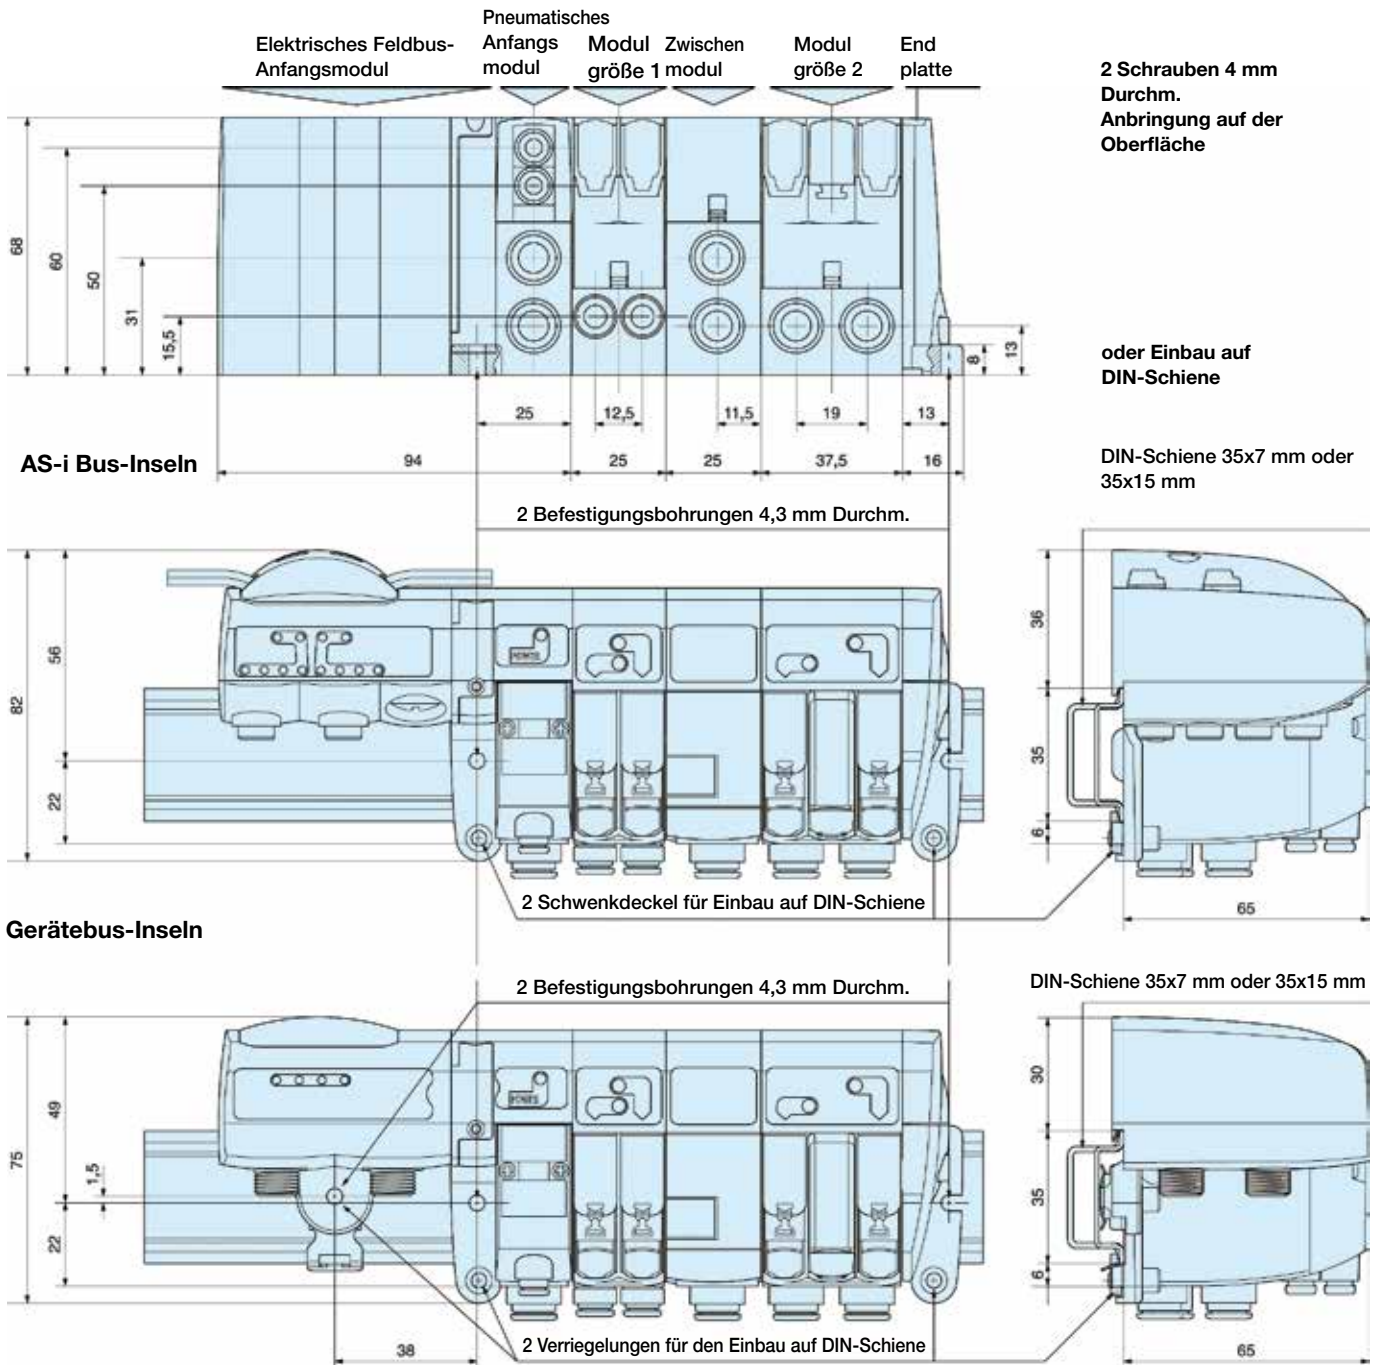 Elektrisches Feldbus-
Anfangsmodul
Pneumatisches
Anfangs
modul
Modul
größe 1
Zwischen
modul
Modul
größe 2
End
platte
2 Schrauben 4 mm
Durchm.
Anbringung auf der
Oberfläche
68
60
50
31
15,5
8
13
oder Einbau auf
DIN-Schiene
25
12,5
11,5
19
13
AS-i Bus-Inseln
94
25
25
37,5
16
DIN-Schiene 35x7 mm oder
35x15 mm
2 Befestigungsbohrungen 4,3 mm Durchm.
82
56
22
36
35
6
2 Schwenkdeckel für Einbau auf DIN-Schiene
65
Gerätebus-Inseln
2 Befestigungsbohrungen 4,3 mm Durchm.
DIN-Schiene 35x7 mm oder 35x15 mm
75
49
1,5
22
30
35
6
2 Verriegelungen für den Einbau auf DIN-Schiene
38
65